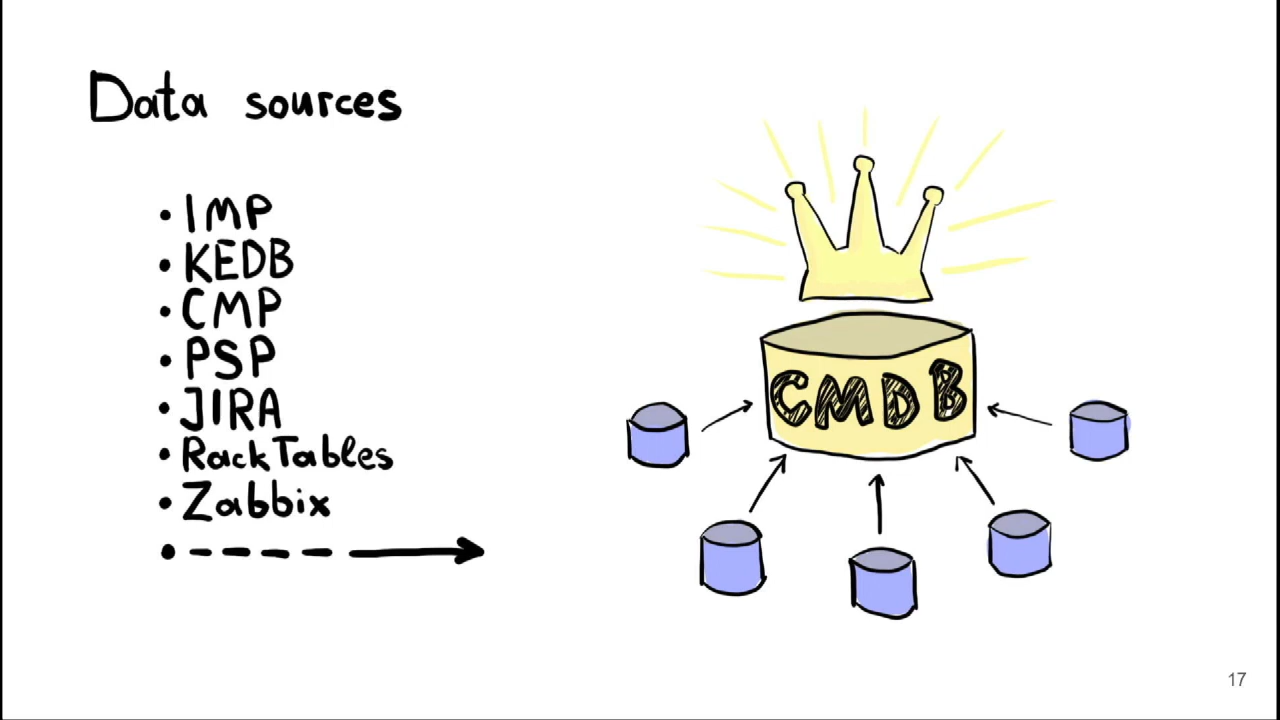 Data sources
• IMP
• KEDB
• CMP
• PSP
• JIRA
• RackTables
• Zabbix
CMDB
17